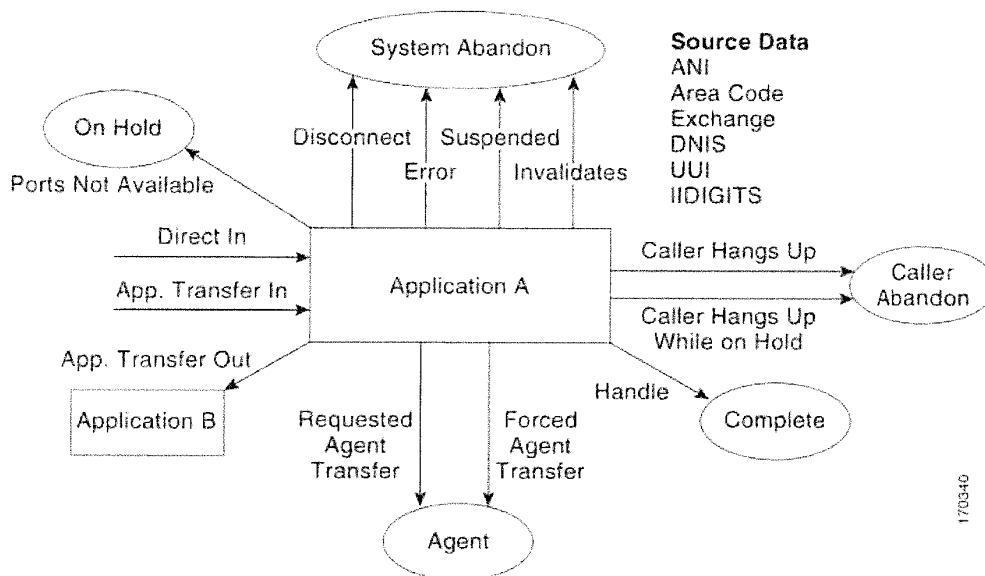 System Abandon
Source Data
ANI
Area Code
Exchange
DNIS
UUI
IIDIGITS
On Hold
Disconnect
Suspended
Error
Invalidates
Ports Not Available
Direct In
App. Transfer In
Application A
Caller Hangs Up
Caller
Abandon
Caller Hangs Up
While on Hold
App. Transfer Out
Application B
Requested
Agent
Transfer
Forced
Agent
Transfer
Handle
Complete
Agent
170340